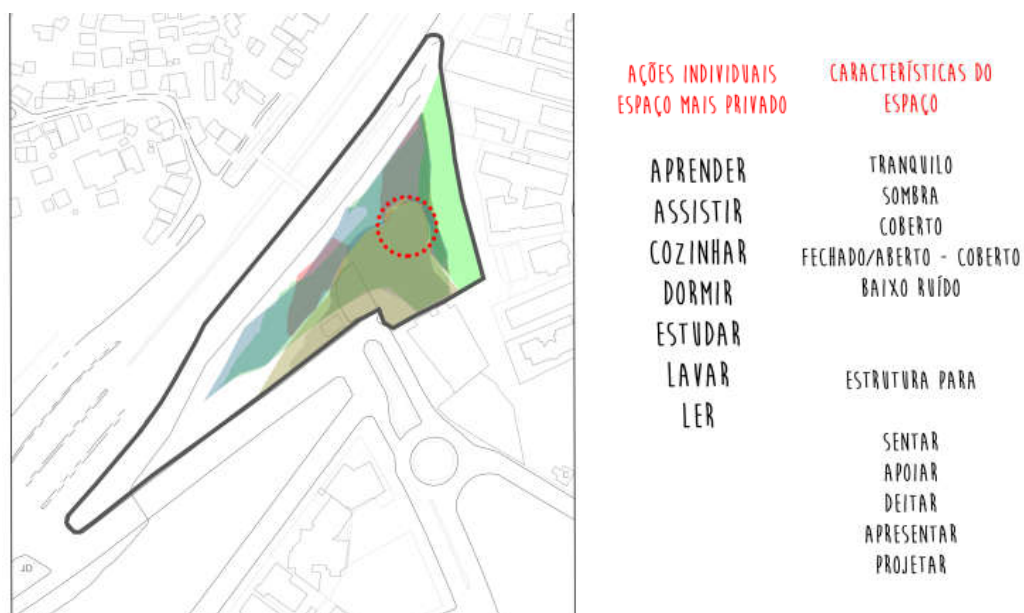 AÇÕES INDIVIDUAIS
ESPAÇO MAIS PRIVADO
APRENDER
ASSISTIR
COZINHAR
DORMIR
ESTUDAR
LAVAR
LER
CARACTERÍSTICAS DO
ESPAÇO
TRANQUILO
SOMBRA
COBERTO
FECHADO/ABERTO - COBERTO
BAIXO RUÍDO
ESTRUTURA PARA
SENTAR
APOIAR
DEITAR
APRESENTAR
PROJETAR